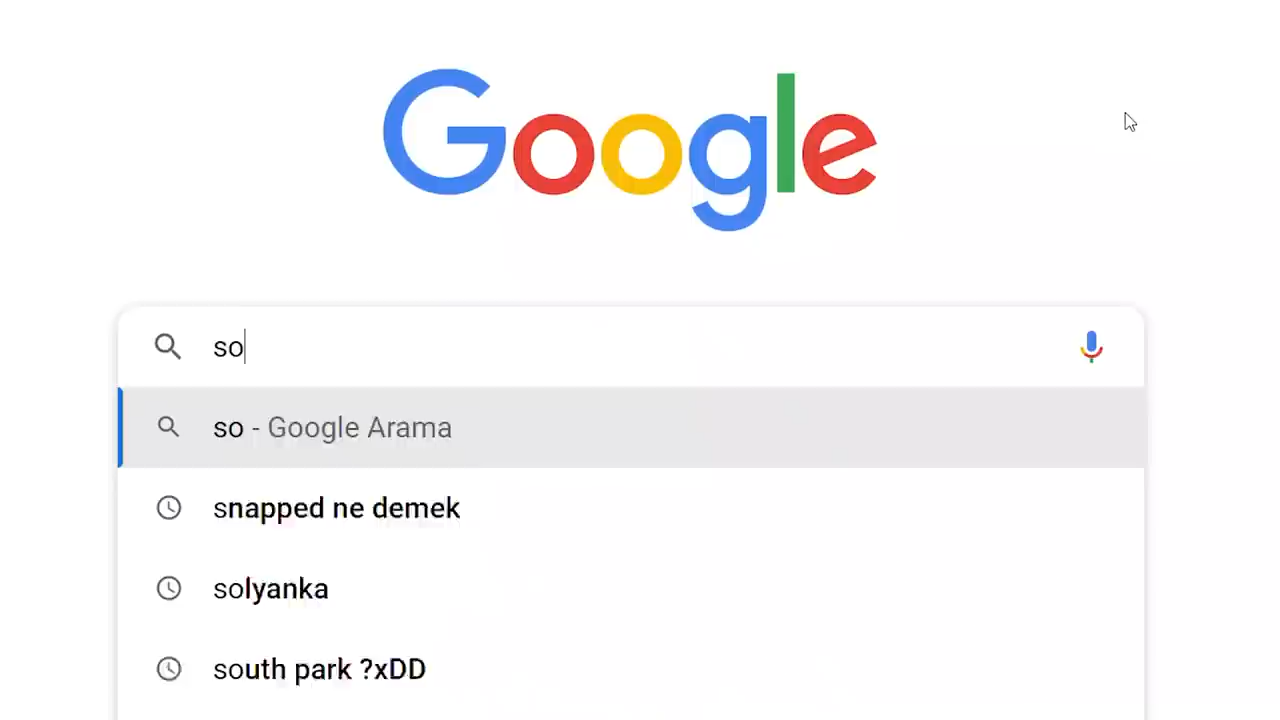 Google
so
so - Google Arama
snapped ne demek
solyanka
south park ?xDD